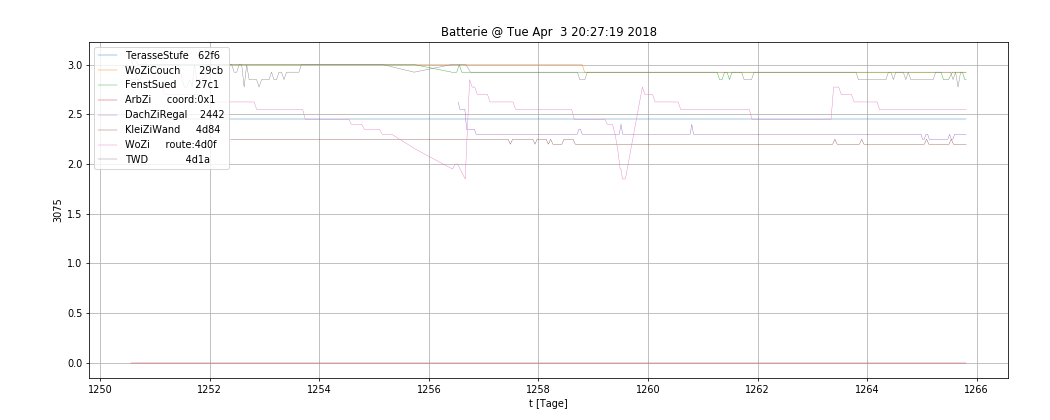 Batterie @ Tue Apr  3 20:27:19 2018
TerasseStufe 62f6
WoZiCouch 29cb
FenstSued 27c1
ArbZi coord:0x1
DachZiRegal 2442
KleiZiWand 4d84
WoZi route:4d0f
TWD 4d1a
3075
3.0
2.5
2.0
1.5
1.0
0.5
0.0
1250 1252 1254 1256 1258 1260 1262 1264 1266
t [Tage]